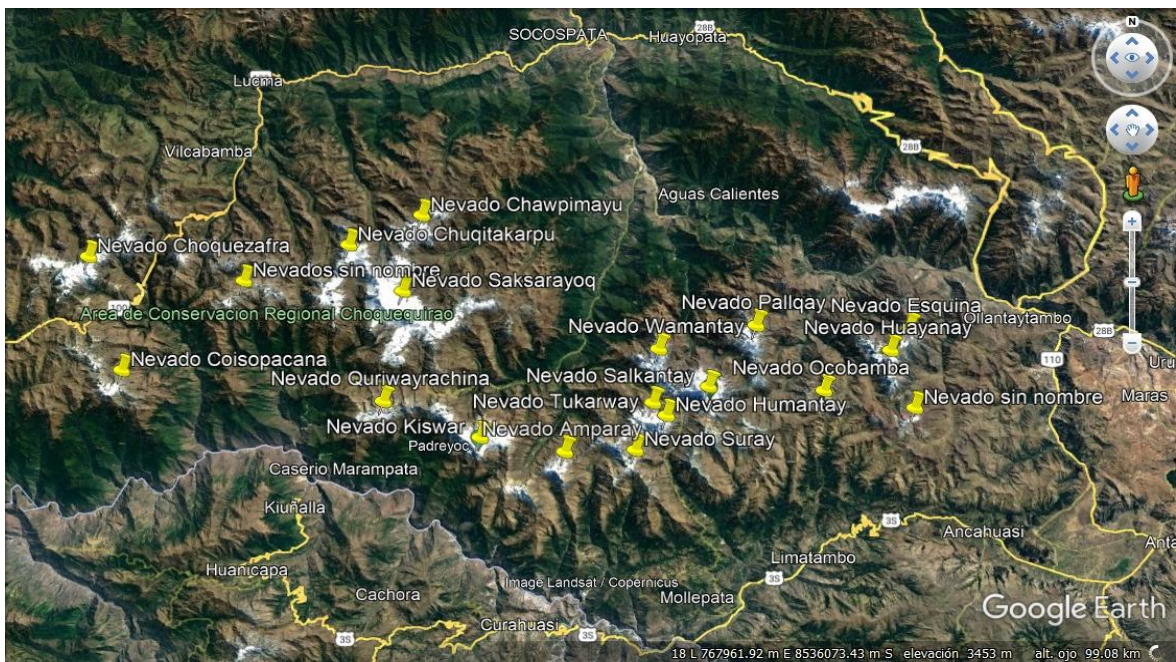 N
SOCOSPATA
28B
Huayopata
Lucma
28B
Vilcabamba
Aguas Calientes
Nevado Chawpimayu
Nevado Chuqitakarpu
Nevado Choquezafra
Nevados sin nombre
Nevado Saksarayoq
Nevado Pallqay
Nevado Esquina
Area de Conservacion Regional Choquequirao
Ollantaytambo
Nevado Wamantay
Nevado Huayanay
28B
110
Nevado Coisopacana
Uru
Nevado Quriwayrachina
Nevado Salkantay
Nevado Ocobamba
Maras
Nevado Tukarway
Nevado Humantay
Nevado sin nombre
Nevado Kiswar
Nevado Amparay
Nevado Suray
Padreyoc
Caserio Marampata
Kiuñalla
3S
Ancahuasi
Anta
Limatambo
Huanicapa
3S
Image Landsat / Copernicus
Cachora
Mollepata
Google Earth
Curahuasi
3S
3S
18 L 767961.92 m E 8536073.43 m S elevación 3453 m alt. ojo 99.08 km